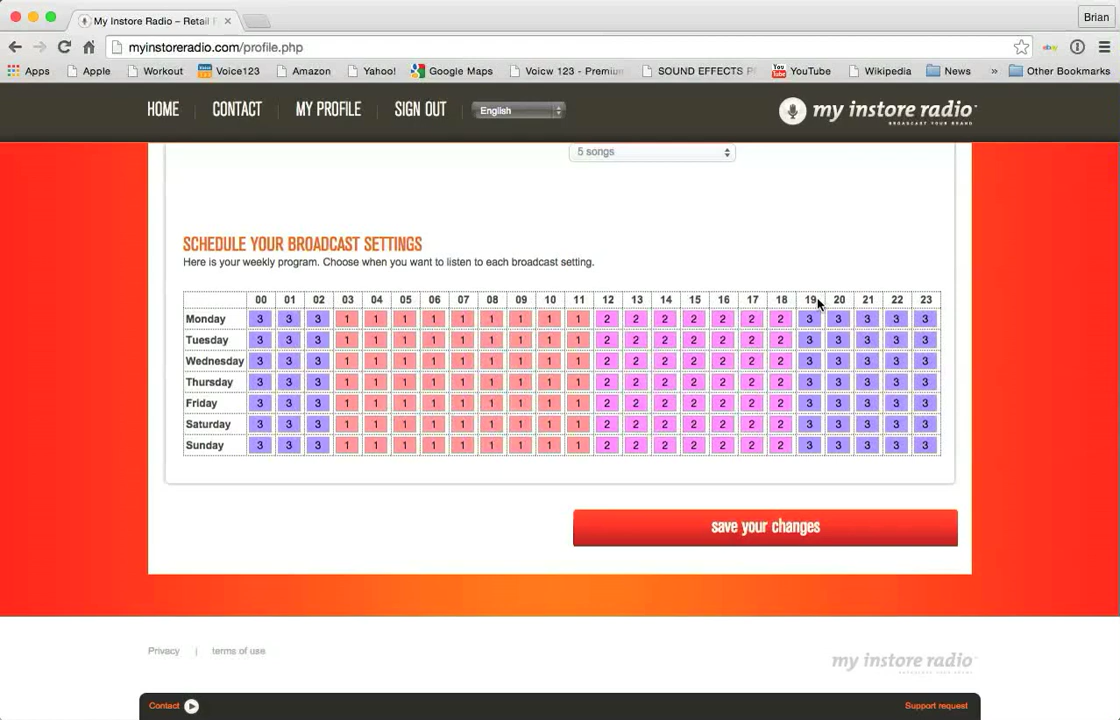 My Instore Radio – Retail
Brian
myinstoreradio.com/profile.php
Apps Apple Workout Voice123 Amazon Yahoo! Google Maps Voicw 123 - Premium SOUND EFFECTS YouTube Wikipedia News » Other Bookmarks
HOME CONTACT MY PROFILE SIGN OUT English my instore radio
BROADCAST YOUR BRAND
5 songs
SCHEDULE YOUR BROADCAST SETTINGS
Here is your weekly program. Choose when you want to listen to each broadcast setting.
00 01 02 03 04 05 06 07 08 09 10 11 12 13 14 15 16 17 18 19 20 21 22 23
Monday 3 3 3 1 1 1 1 1 1 1 1 1 2 2 2 2 2 2 2 3 3 3 3 3
Tuesday 3 3 3 1 1 1 1 1 1 1 1 1 2 2 2 2 2 2 2 3 3 3 3 3
Wednesday 3 3 3 1 1 1 1 1 1 1 1 1 2 2 2 2 2 2 2 3 3 3 3 3
Thursday 3 3 3 1 1 1 1 1 1 1 1 1 2 2 2 2 2 2 2 3 3 3 3 3
Friday 3 3 3 1 1 1 1 1 1 1 1 1 2 2 2 2 2 2 2 3 3 3 3 3
Saturday 3 3 3 1 1 1 1 1 1 1 1 1 2 2 2 2 2 2 2 3 3 3 3 3
Sunday 3 3 3 1 1 1 1 1 1 1 1 1 2 2 2 2 2 2 2 3 3 3 3 3
save your changes
Privacy | terms of use
my instore radio
Contact Support request